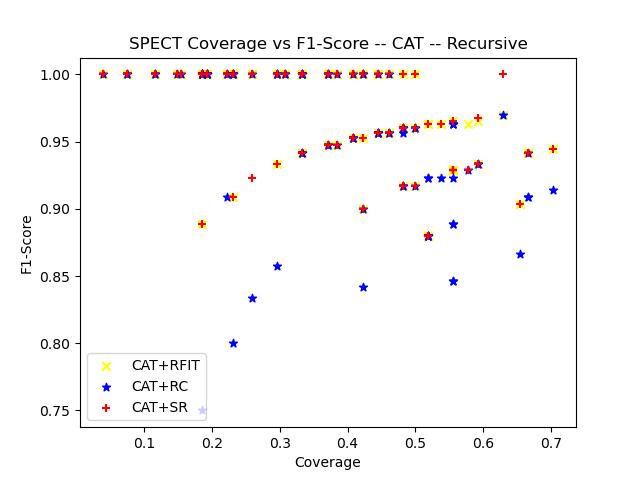 SPECT Coverage vs F1-Score -- CAT -- Recursive
1.00
0.95
0.90
0.85
0.80
0.75
F1-Score
CAT+RFIT
CAT+RC
CAT+SR
0.1 0.2 0.3 0.4 0.5 0.6 0.7
Coverage